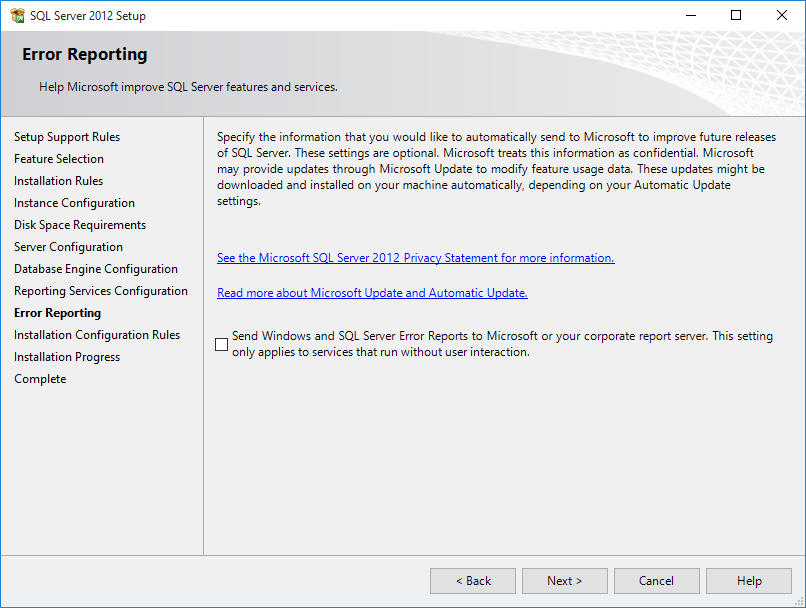 SQL Server 2012 Setup
Error Reporting
Help Microsoft improve SQL Server features and services.
Setup Support Rules
Feature Selection
Installation Rules
Instance Configuration
Disk Space Requirements
Server Configuration
Database Engine Configuration
Reporting Services Configuration
Error Reporting
Installation Configuration Rules
Installation Progress
Complete
Specify the information that you would like to automatically send to Microsoft to improve future releases
of SQL Server. These settings are optional. Microsoft treats this information as confidential. Microsoft
may provide updates through Microsoft Update to modify feature usage data. These updates might be
downloaded and installed on your machine automatically, depending on your Automatic Update
settings.
See the Microsoft SQL Server 2012 Privacy Statement for more information.
Read more about Microsoft Update and Automatic Update.
Send Windows and SQL Server Error Reports to Microsoft or your corporate report server. This setting
only applies to services that run without user interaction.
< Back
Next >
Cancel
Help